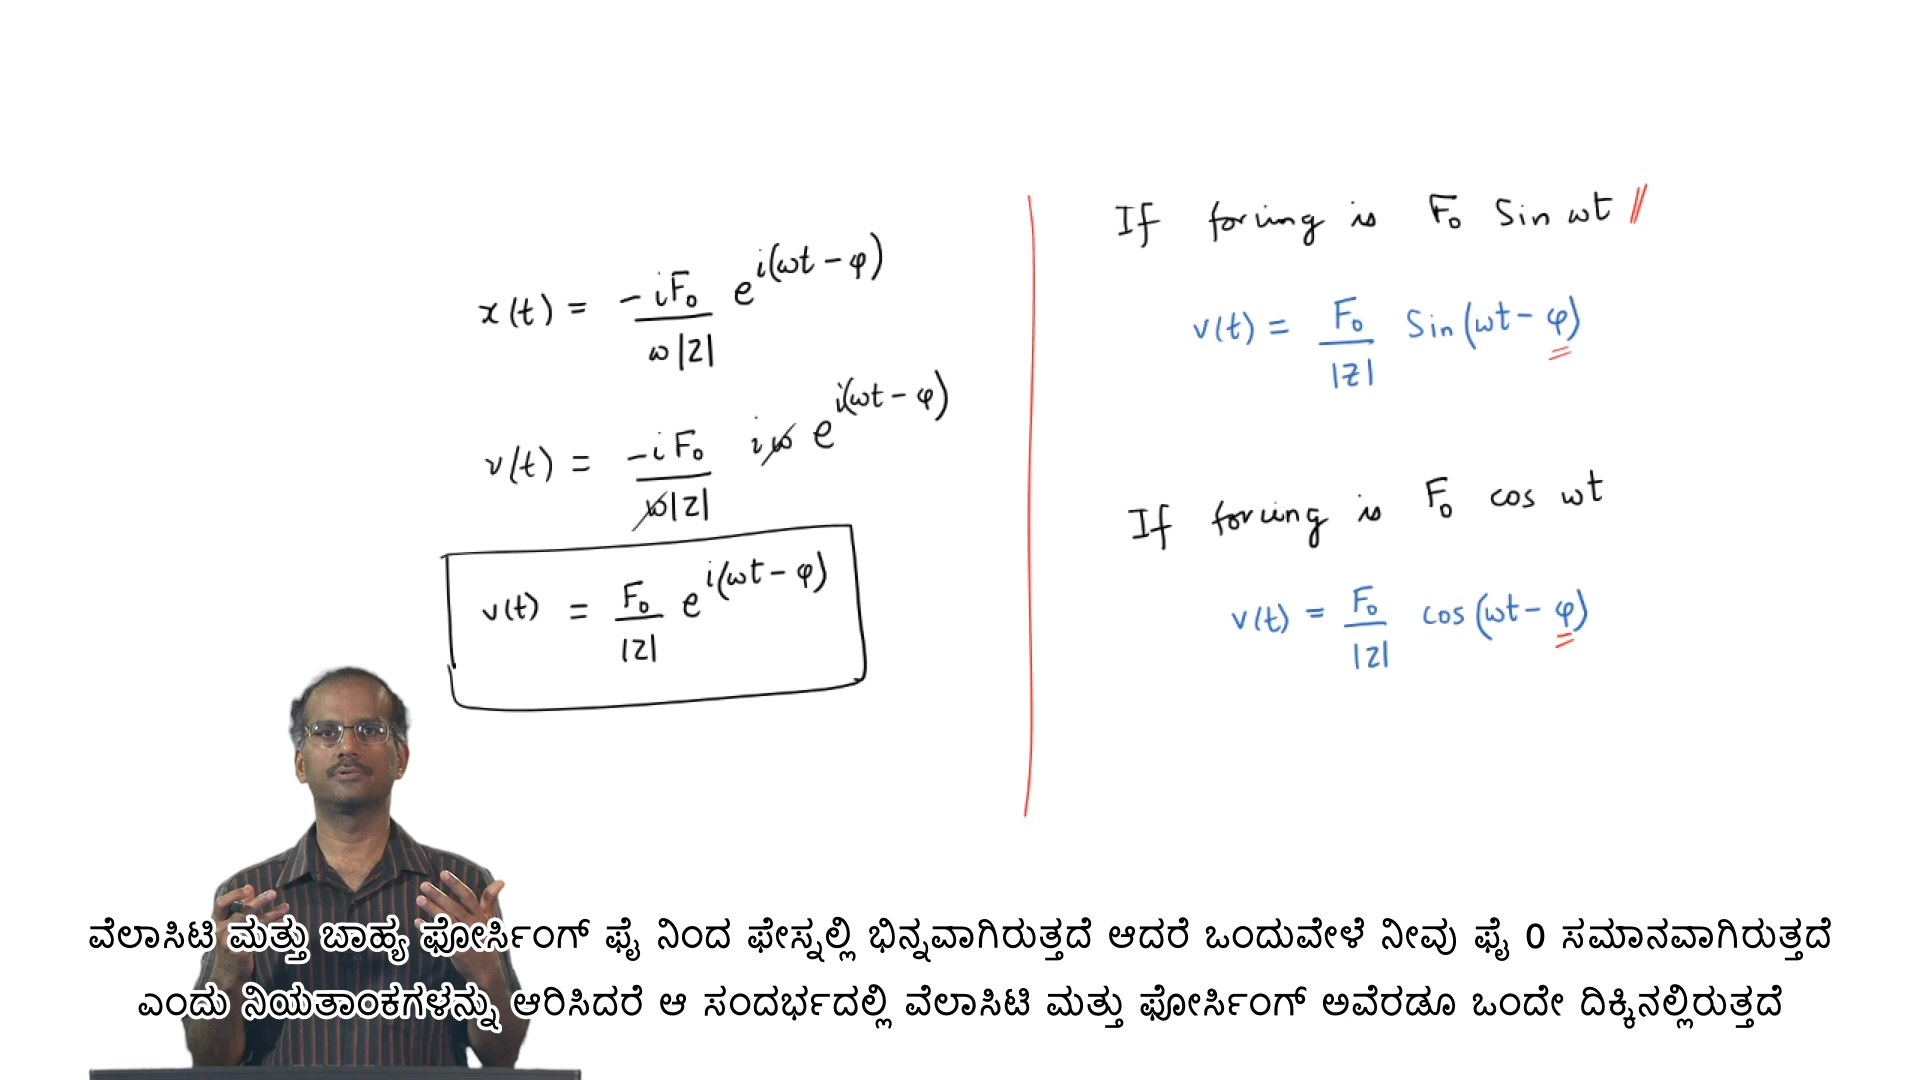 x(t) = -iF₀ / ω|z| e^{i(ωt - φ)}
v(t) = -iF₀ / ω|z| iω e^{i(ωt - φ)}
v(t) = F₀ / |z| e^{i(ωt - φ)}
If forcing is F₀ Sin ωt
v(t) = F₀ / |z| Sin(ωt - φ)
If forcing is F₀ cos ωt
v(t) = F₀ / |z| cos(ωt - φ)
ವೆಲಾಸಿಟಿ ಮತ್ತು ಬಾಹ್ಯ ಫೋರ್ಸಿಂಗ್ ಫೈ ನಿಂದ ಫೇಸ್ನಲ್ಲಿ ಭಿನ್ನವಾಗಿರುತ್ತದೆ ಆದರೆ ಒಂದುವೇಳೆ ನೀವು ಫೈ 0 ಸಮಾನವಾಗಿರುತ್ತದೆ
ಎಂದು ನಿಯತಾಂಕಗಳನ್ನು ಆರಿಸಿದರೆ ಆ ಸಂದರ್ಭದಲ್ಲಿ ವೆಲಾಸಿಟಿ ಮತ್ತು ಫೋರ್ಸಿಂಗ್ ಅವೆರಡೂ ಒಂದೇ ದಿಕ್ಕಿನಲ್ಲಿರುತ್ತದೆ